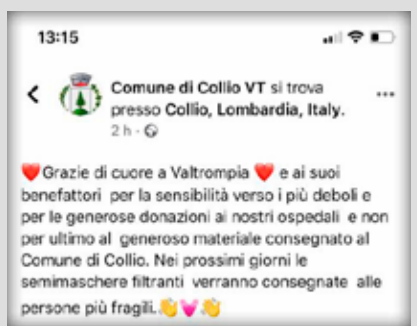 13:15
Comune di Collio VT si trova
presso Collio, Lombardia, Italy.
2 h
❤️Grazie di cuore a Valtrompia ❤️ e ai suoi
benefattori per la sensibilità verso i più deboli e
per le generose donazioni ai nostri ospedali e non
per ultimo al generoso materiale consegnato al
Comune di Collio. Nei prossimi giorni le
semimaschere filtranti verranno consegnate alle
persone più fragili.👏💓👏